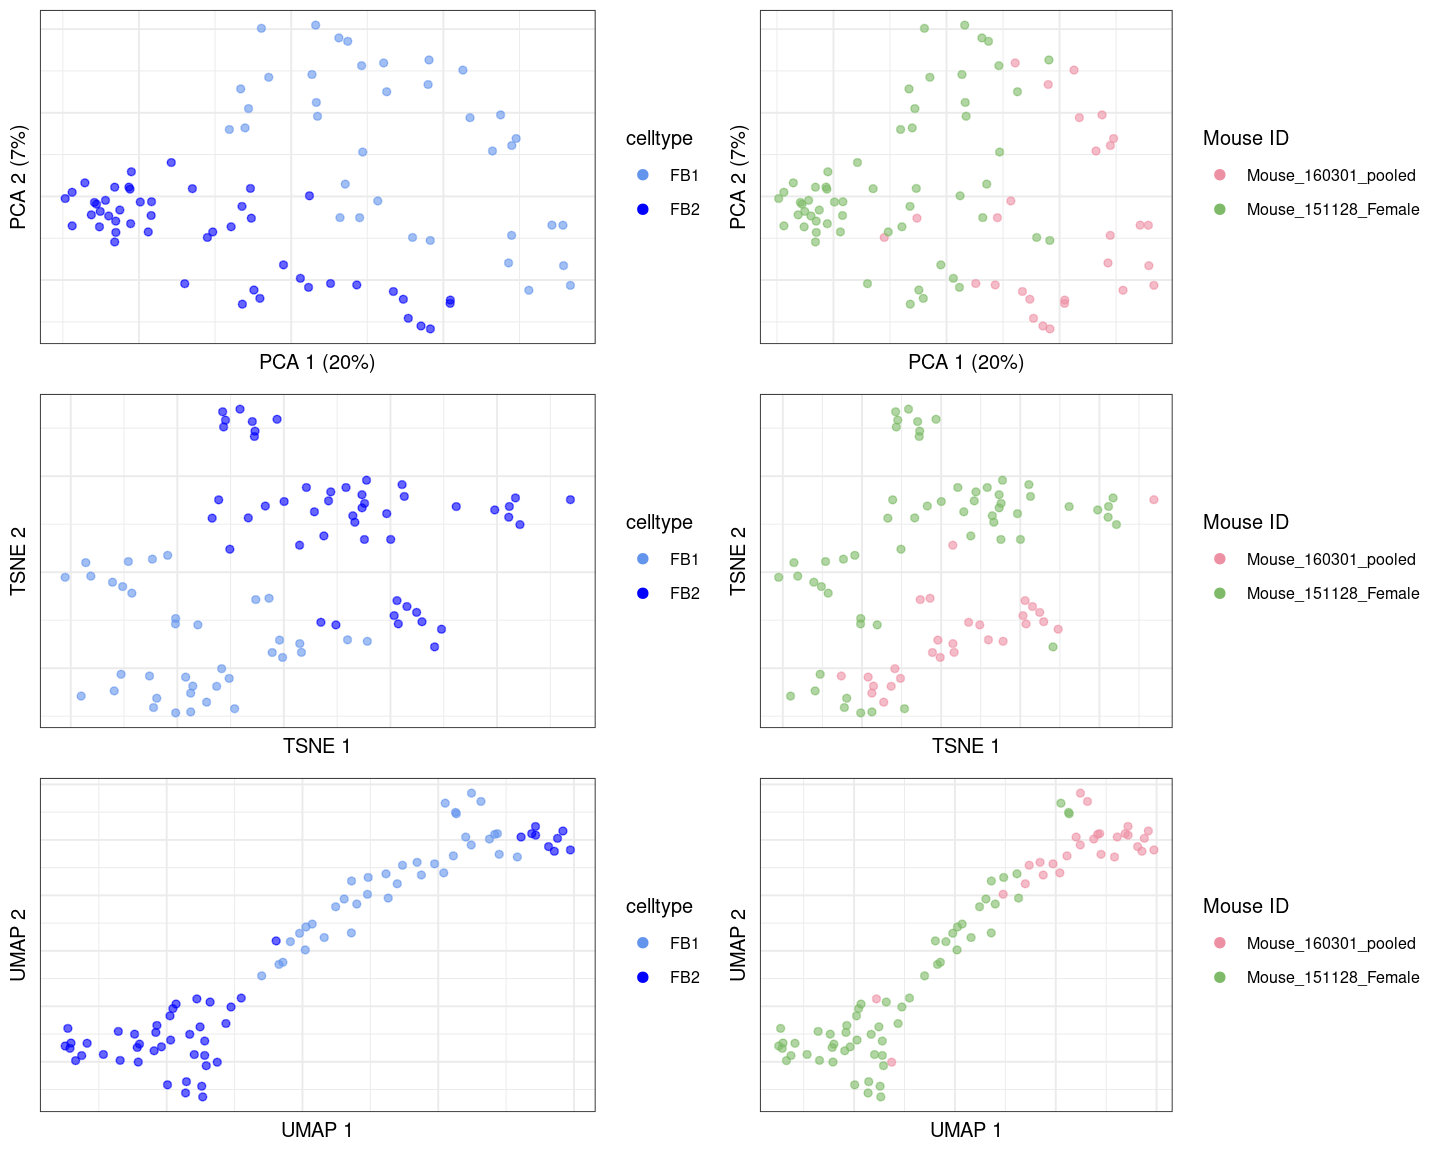 PCA 2 (7%)
PCA 1 (20%)
celltype
FB1
FB2
PCA 2 (7%)
PCA 1 (20%)
Mouse ID
Mouse_160301_pooled
Mouse_151128_Female
TSNE 2
TSNE 1
celltype
FB1
FB2
TSNE 2
TSNE 1
Mouse ID
Mouse_160301_pooled
Mouse_151128_Female
UMAP 2
UMAP 1
celltype
FB1
FB2
UMAP 2
UMAP 1
Mouse ID
Mouse_160301_pooled
Mouse_151128_Female